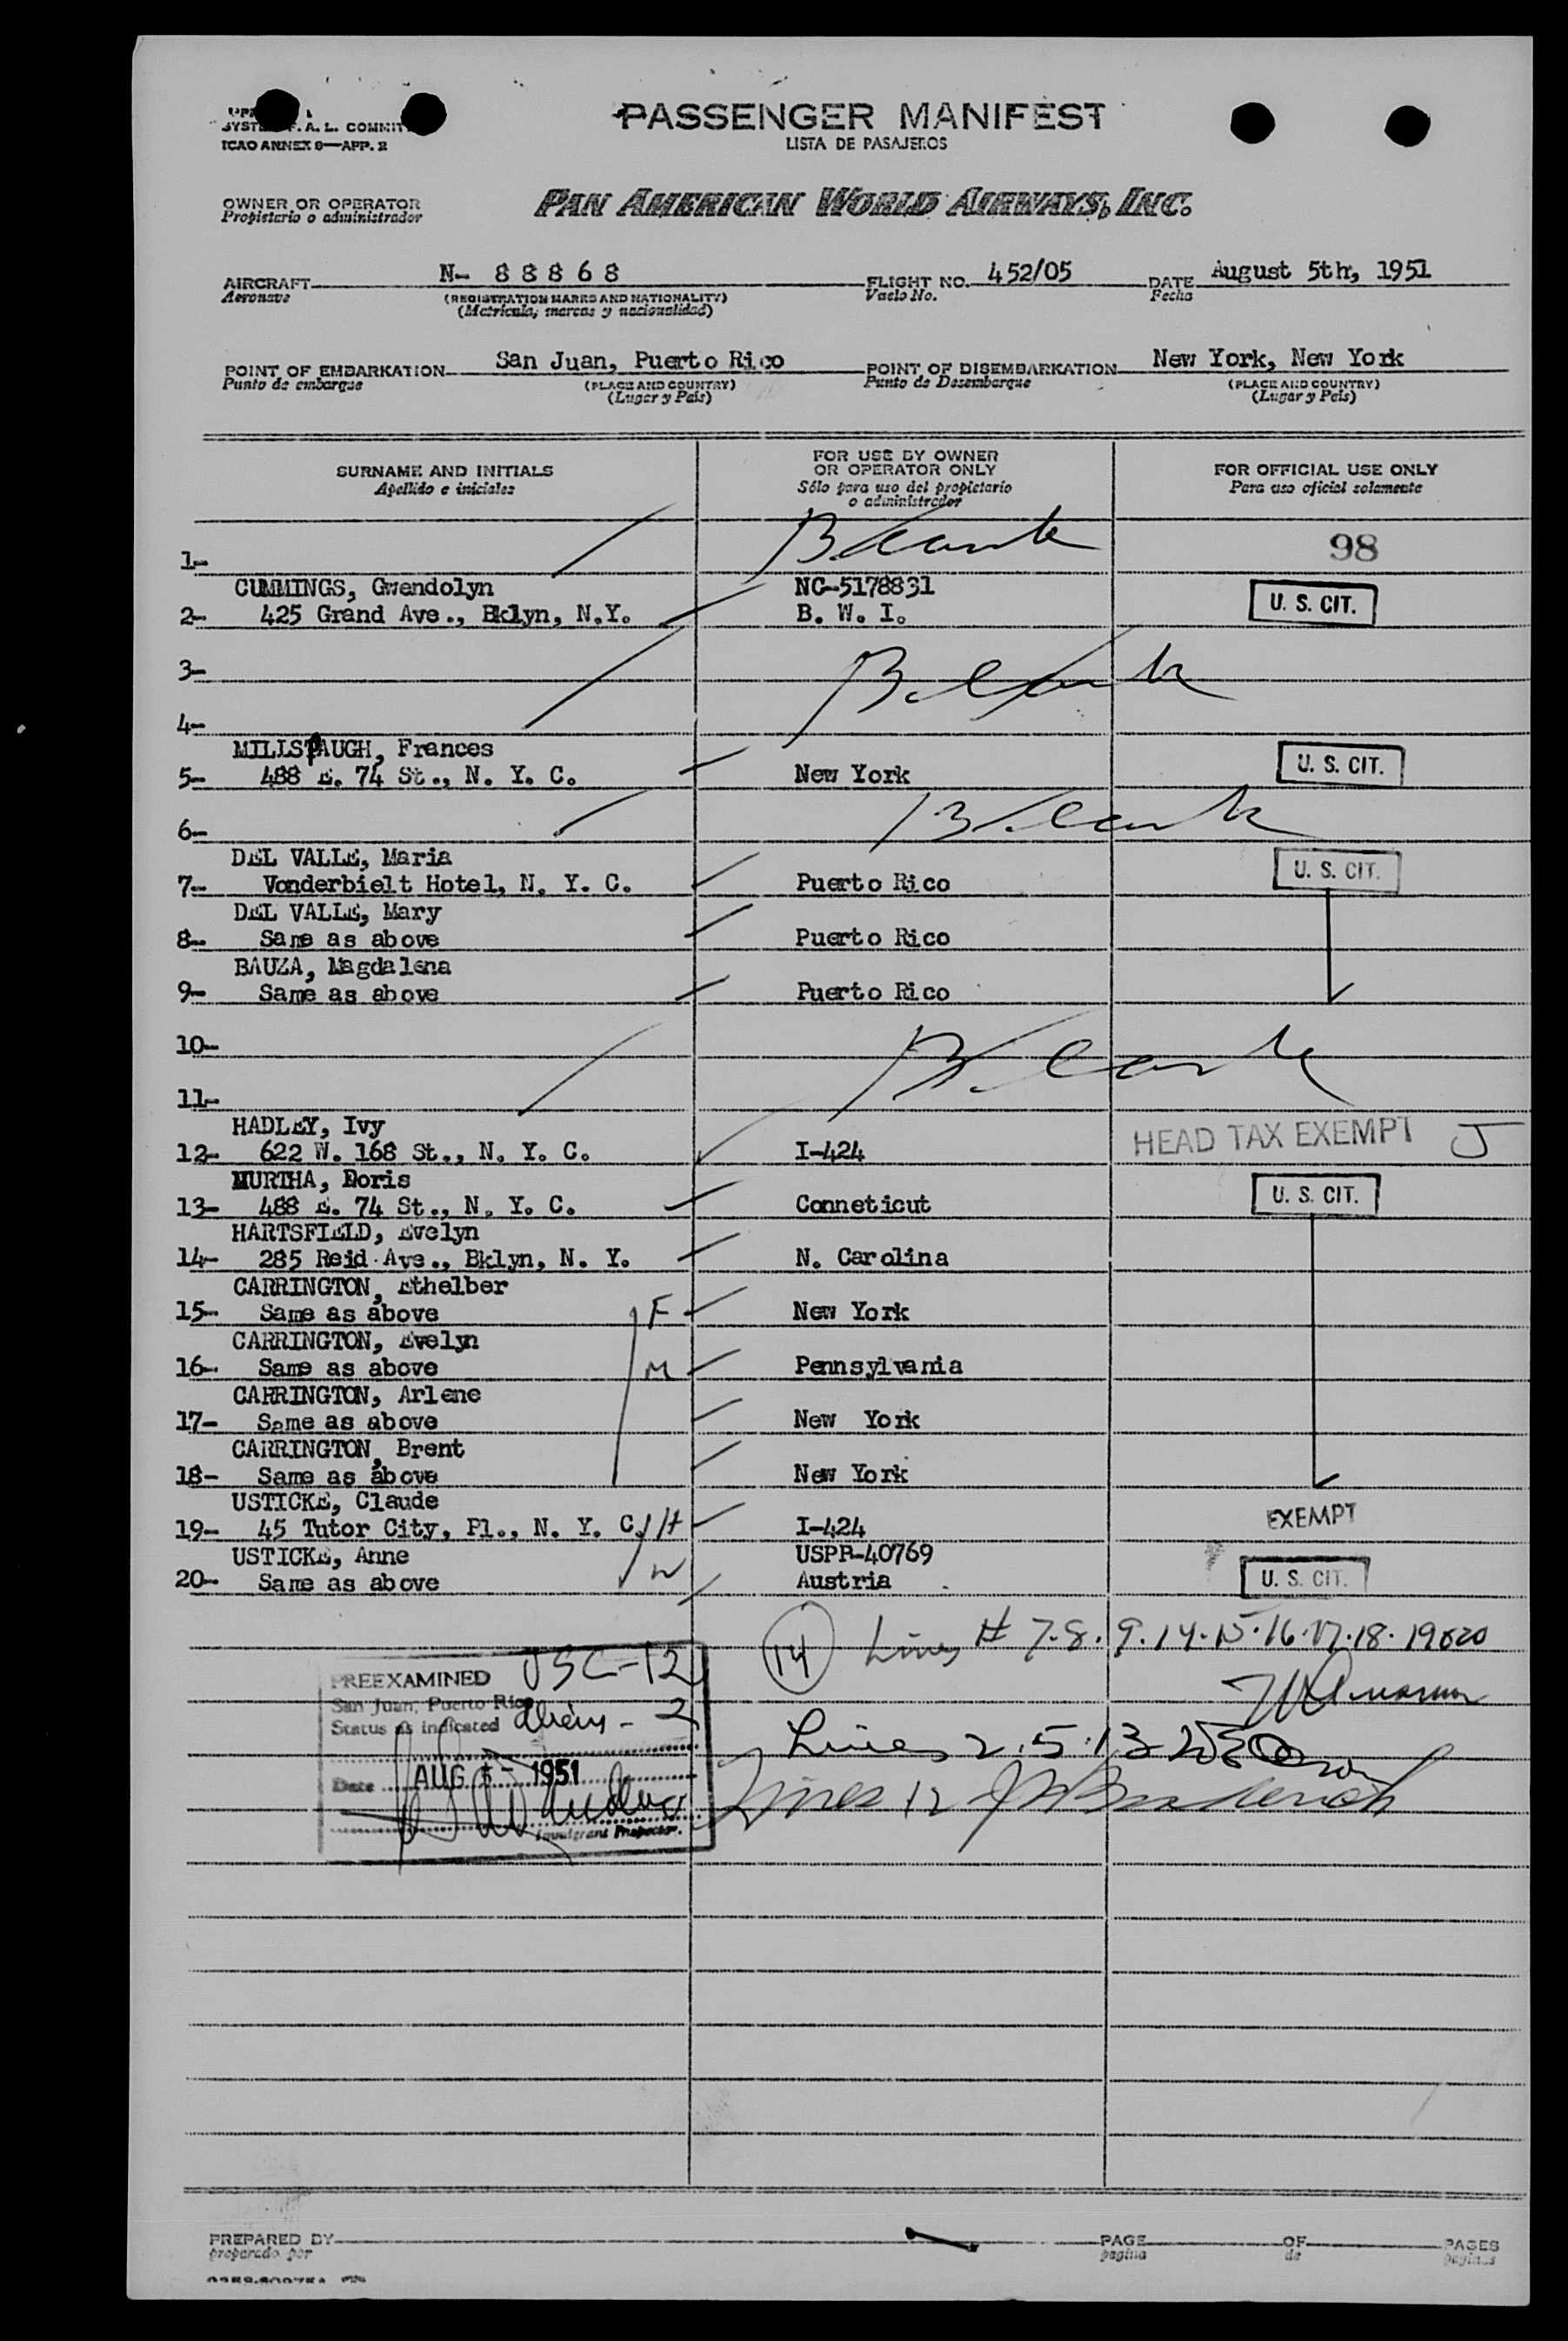 SYST F. A. L. COMMIT
ICAO ANNEX 9—APP. 2
PASSENGER MANIFEST
LISTA DE PASAJEROS
OWNER OR OPERATOR
Propietario o administrador
PAN AMERICAN WORLD AIRWAYS, INC.
AIRCRAFT N- 8 8 8 6 8 FLIGHT NO. 452/05 DATE August 5th, 1951
Aeronave (REGISTRATION MARKS AND NATIONALITY) Vuelo No. Fecha
(Matrícula, marcas y nacionalidad)
POINT OF EMBARKATION San Juan, Puerto Rico POINT OF DISEMBARKATION New York, New York
Punto de embarque (PLACE AND COUNTRY) Punto de Desembarque (PLACE AND COUNTRY)
(Lugar y País) (Lugar y País)
SURNAME AND INITIALS
Apellido e iniciales
FOR USE BY OWNER
OR OPERATOR ONLY
Sólo para uso del propietario
o administrador
FOR OFFICIAL USE ONLY
Para uso oficial solamente
1- Blank 98
CUMMINGS, Gwendolyn NC-5178831
2- 425 Grand Ave., Bklyn, N.Y. B. W. I. U. S. CIT.
3- Blank
4-
MILLSPAUGH, Frances
5- 488 E. 74 St., N. Y. C. New York U. S. CIT.
6- Blank
DEL VALLE, Maria
7- Vonderbielt Hotel, N. Y. C. Puerto Rico U. S. CIT.
DEL VALLE, Mary
8- Same as above Puerto Rico
BAUZA, Magdalena
9- Same as above Puerto Rico
10- Blank
11-
HADLEY, Ivy
12- 622 W. 168 St., N. Y. C. I-424 HEAD TAX EXEMPT J
MURTHA, Doris
13- 488 E. 74 St., N. Y. C. Conneticut U. S. CIT.
HARTSFIELD, Evelyn
14- 285 Reid Ave., Bklyn, N. Y. N. Carolina
CARRINGTON, Ethelber
15- Same as above F New York
CARRINGTON, Evelyn
16- Same as above M Pennsylvania
CARRINGTON, Arlene
17- Same as above New York
CARRINGTON, Brent
18- Same as above New York
USTICKE, Claude
19- 45 Tutor City, Pl., N. Y. C. H I-424 EXEMPT
USTICKE, Anne USPR-40769
20- Same as above W Austria U. S. CIT.
14 Lines # 7.8.9.14.15.16.17.18.19&20
PREEXAMINED USC-12
San Juan, Puerto Rico
Status as indicated Aliens - 2
Lines 2.5.13
Date AUG 5- 1951
Lines 12
Immigrant Inspector.
PREPARED BY PAGE OF PAGES
preparado por pagina de paginas